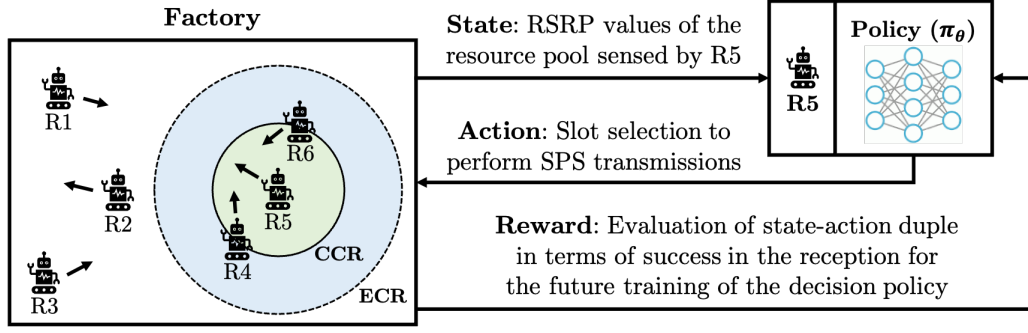 Factory
R1
R2
R3
R4
R5
R6
CCR
ECR
State: RSRP values of the
resource pool sensed by R5
Action: Slot selection to
perform SPS transmissions
Reward: Evaluation of state-action duple
in terms of success in the reception for
the future training of the decision policy
R5
Policy (πθ)